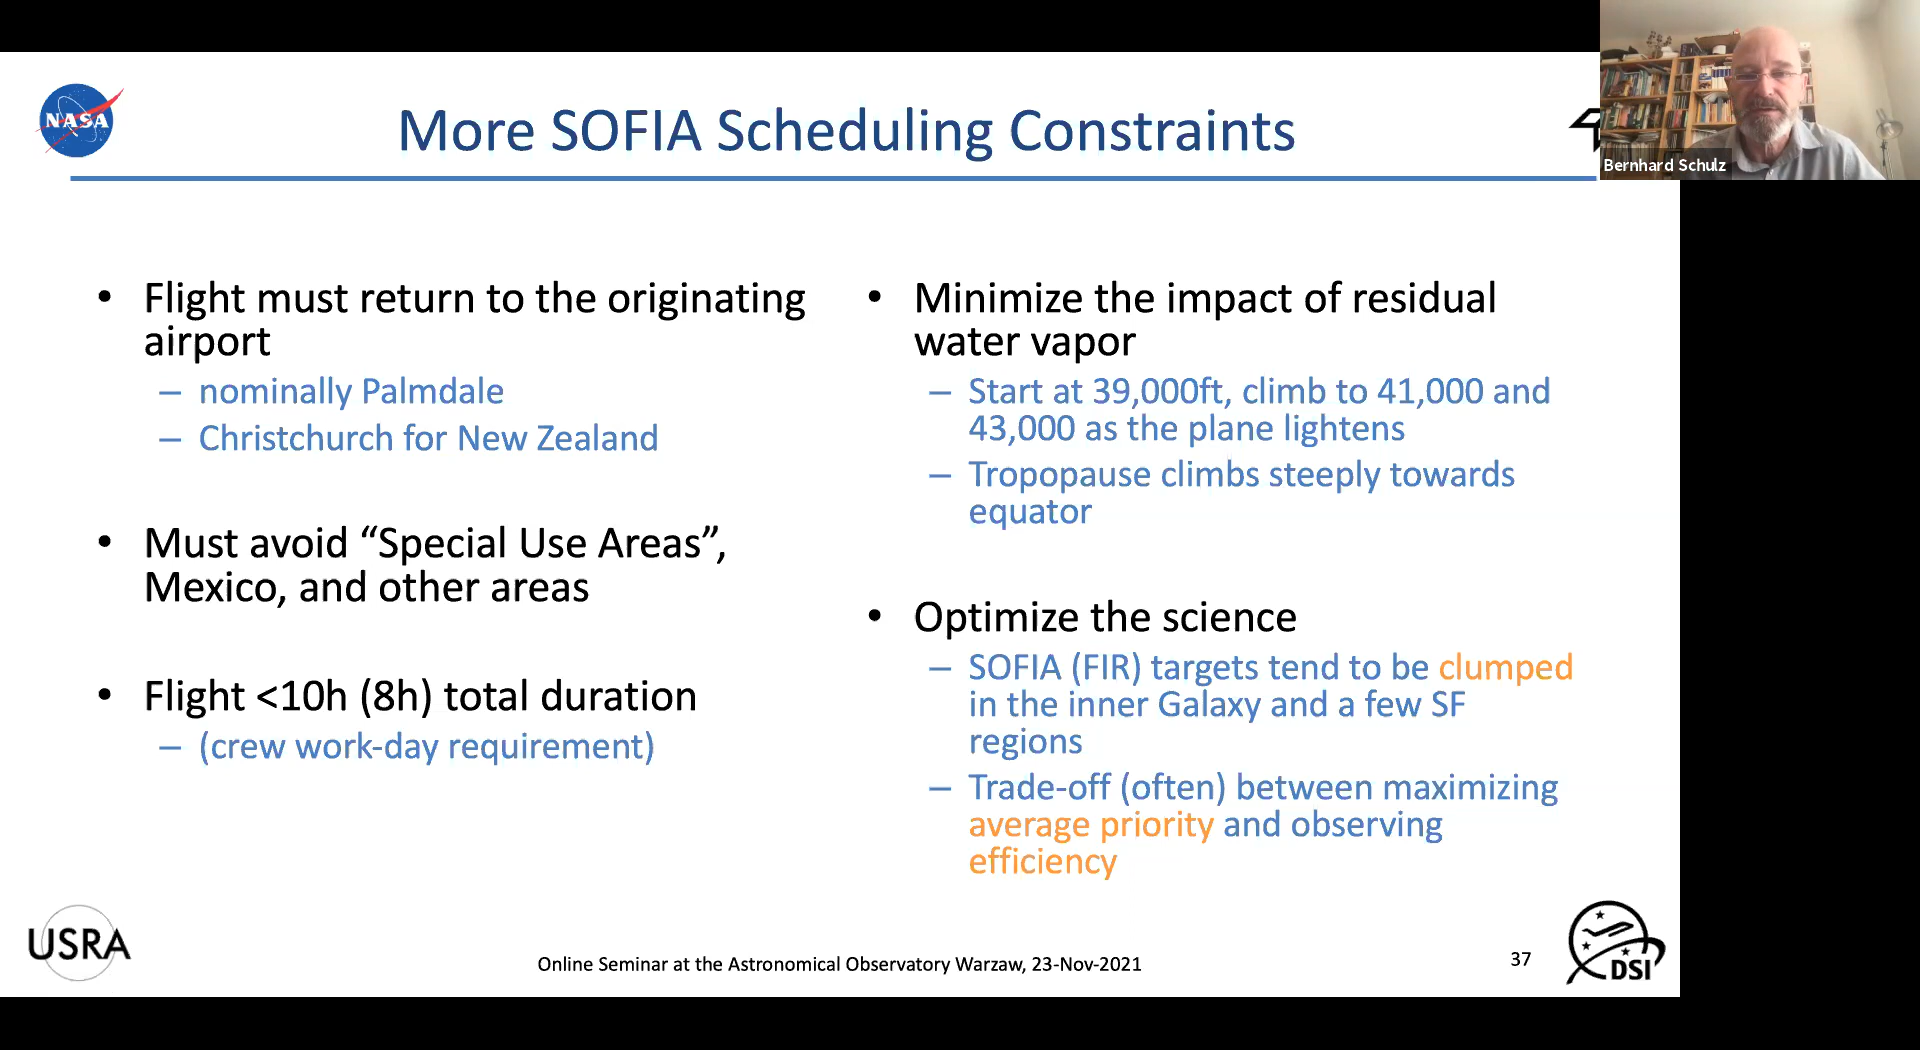 NASA
More SOFIA Scheduling Constraints
Bernhard Schulz
• Flight must return to the originating
airport
– nominally Palmdale
– Christchurch for New Zealand
• Must avoid “Special Use Areas”,
Mexico, and other areas
• Flight <10h (8h) total duration
– (crew work-day requirement)
• Minimize the impact of residual
water vapor
– Start at 39,000ft, climb to 41,000 and
43,000 as the plane lightens
– Tropopause climbs steeply towards
equator
• Optimize the science
– SOFIA (FIR) targets tend to be clumped
in the inner Galaxy and a few SF
regions
– Trade-off (often) between maximizing
average priority and observing
efficiency
USRA
Online Seminar at the Astronomical Observatory Warzaw, 23-Nov-2021
37
DSI